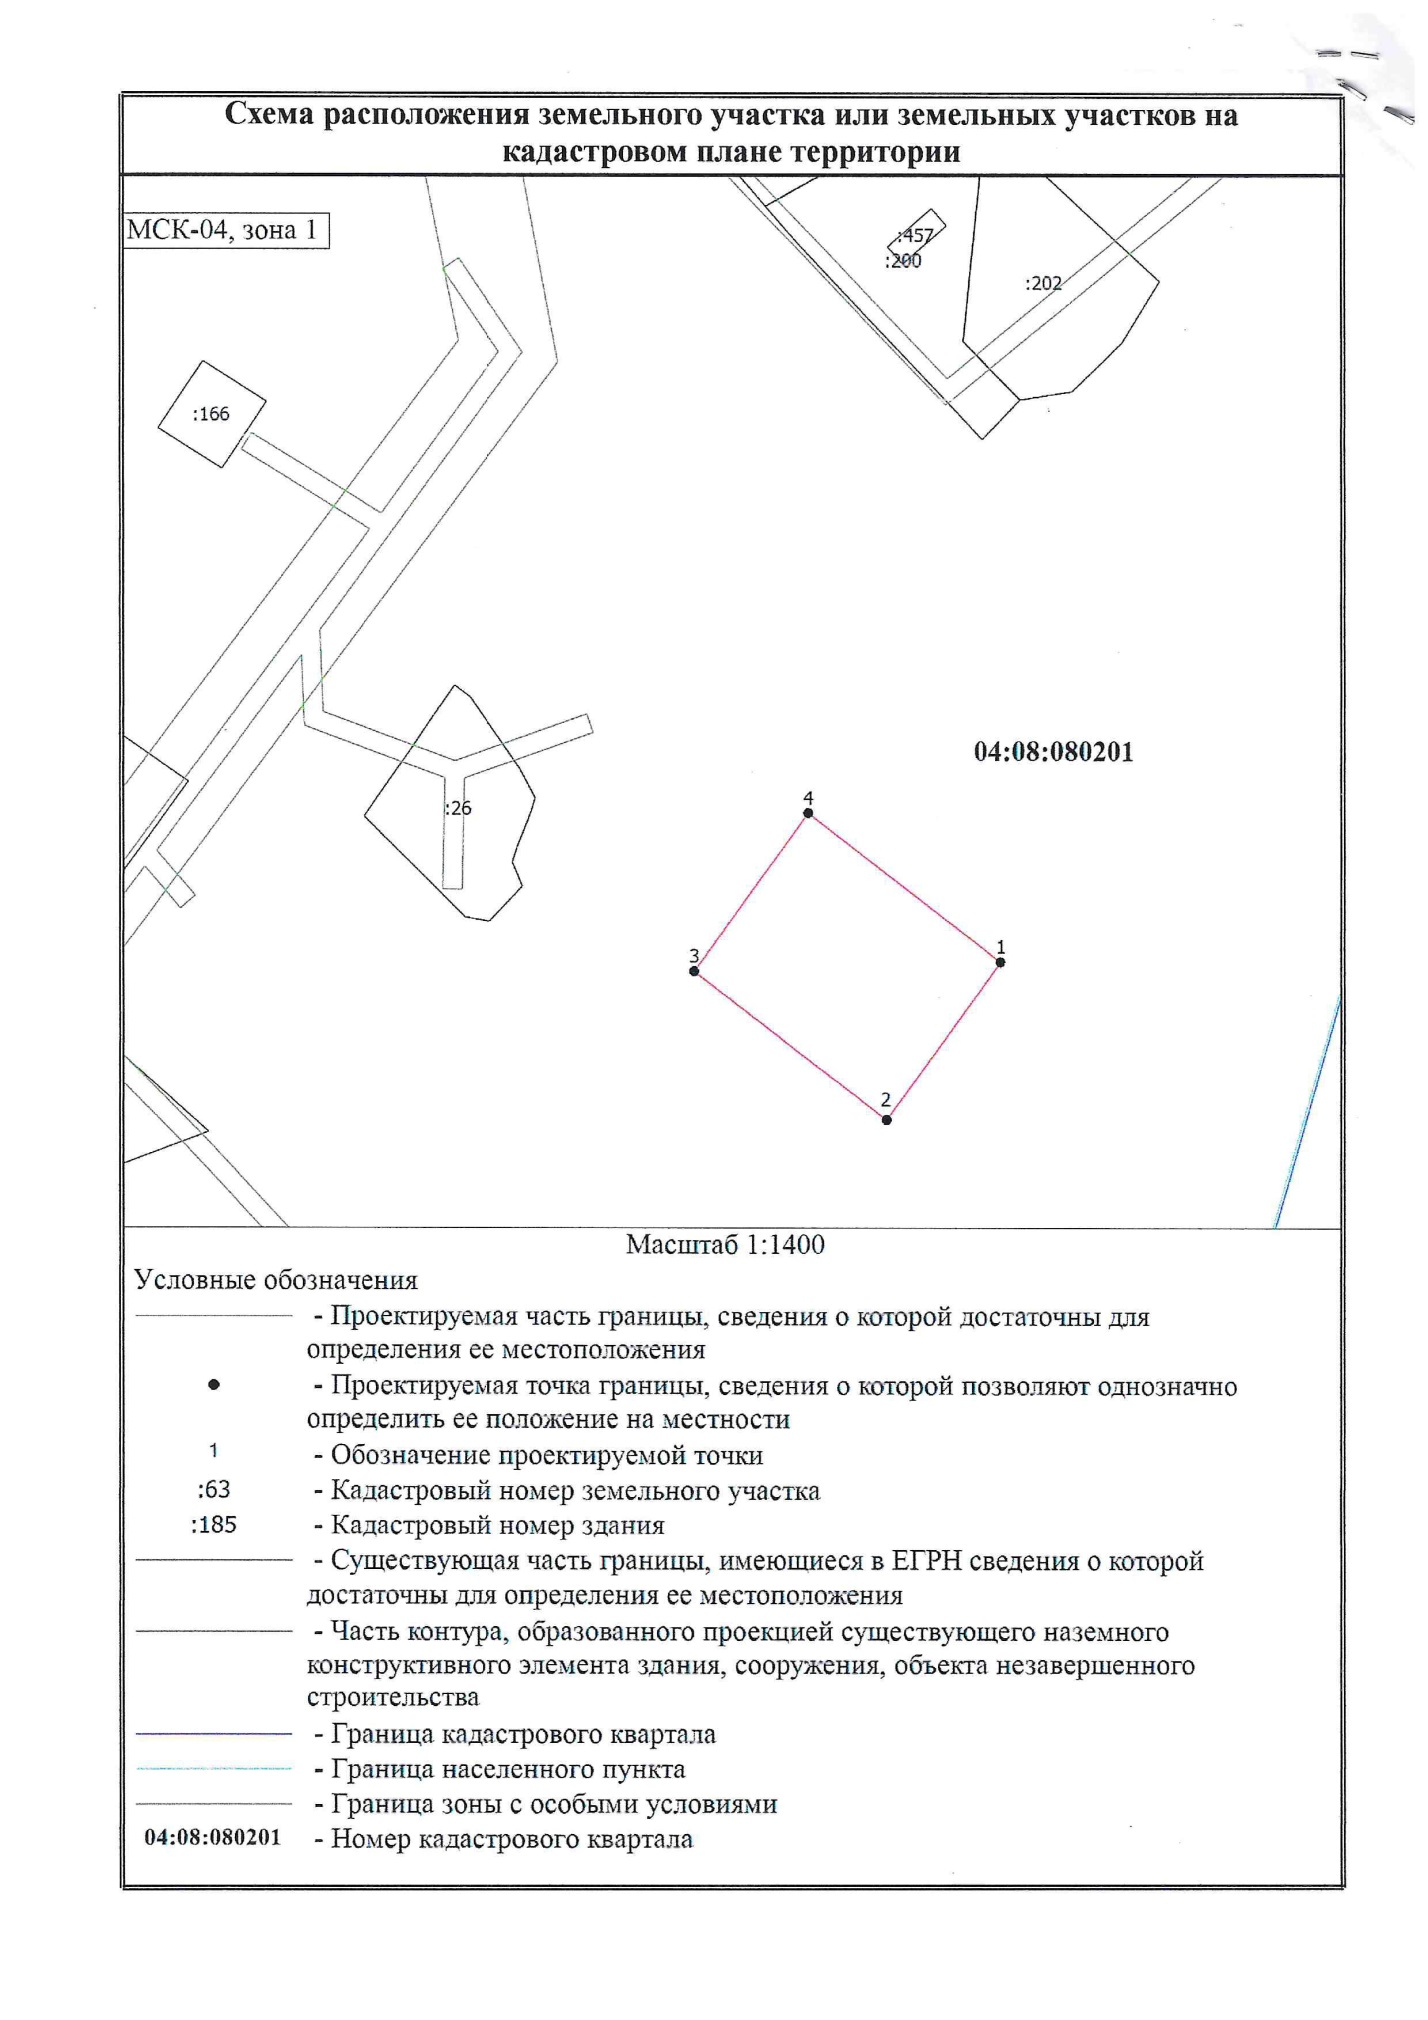 Схема расположения земельного участка или земельных участков на
кадастровом плане территории
МСК-04, зона 1
:457
:200
:202
:166
04:08:080201
4
:26
1
3
2
Масштаб 1:1400
Условные обозначения
- Проектируемая часть границы, сведения о которой достаточны для
определения ее местоположения
- Проектируемая точка границы, сведения о которой позволяют однозначно
определить ее положение на местности
1 - Обозначение проектируемой точки
:63 - Кадастровый номер земельного участка
:185 - Кадастровый номер здания
- Существующая часть границы, имеющиеся в ЕГРН сведения о которой
достаточны для определения ее местоположения
- Часть контура, образованного проекцией существующего наземного
конструктивного элемента здания, сооружения, объекта незавершенного
строительства
- Граница кадастрового квартала
- Граница населенного пункта
- Граница зоны с особыми условиями
04:08:080201 - Номер кадастрового квартала